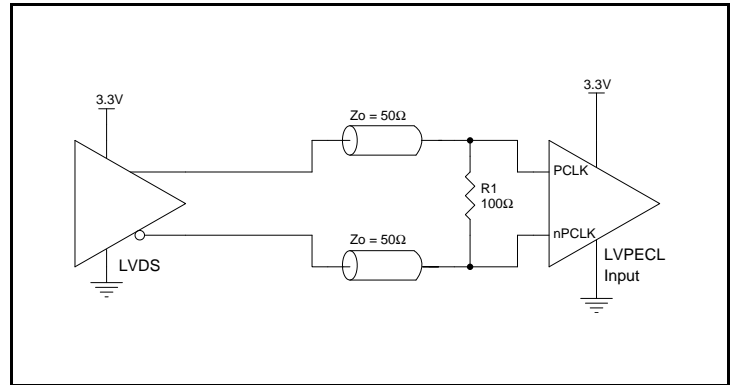 3.3V
3.3V
Zo = 50Ω
PCLK
R1
100Ω
nPCLK
Zo = 50Ω
LVDS
LVPECL
Input